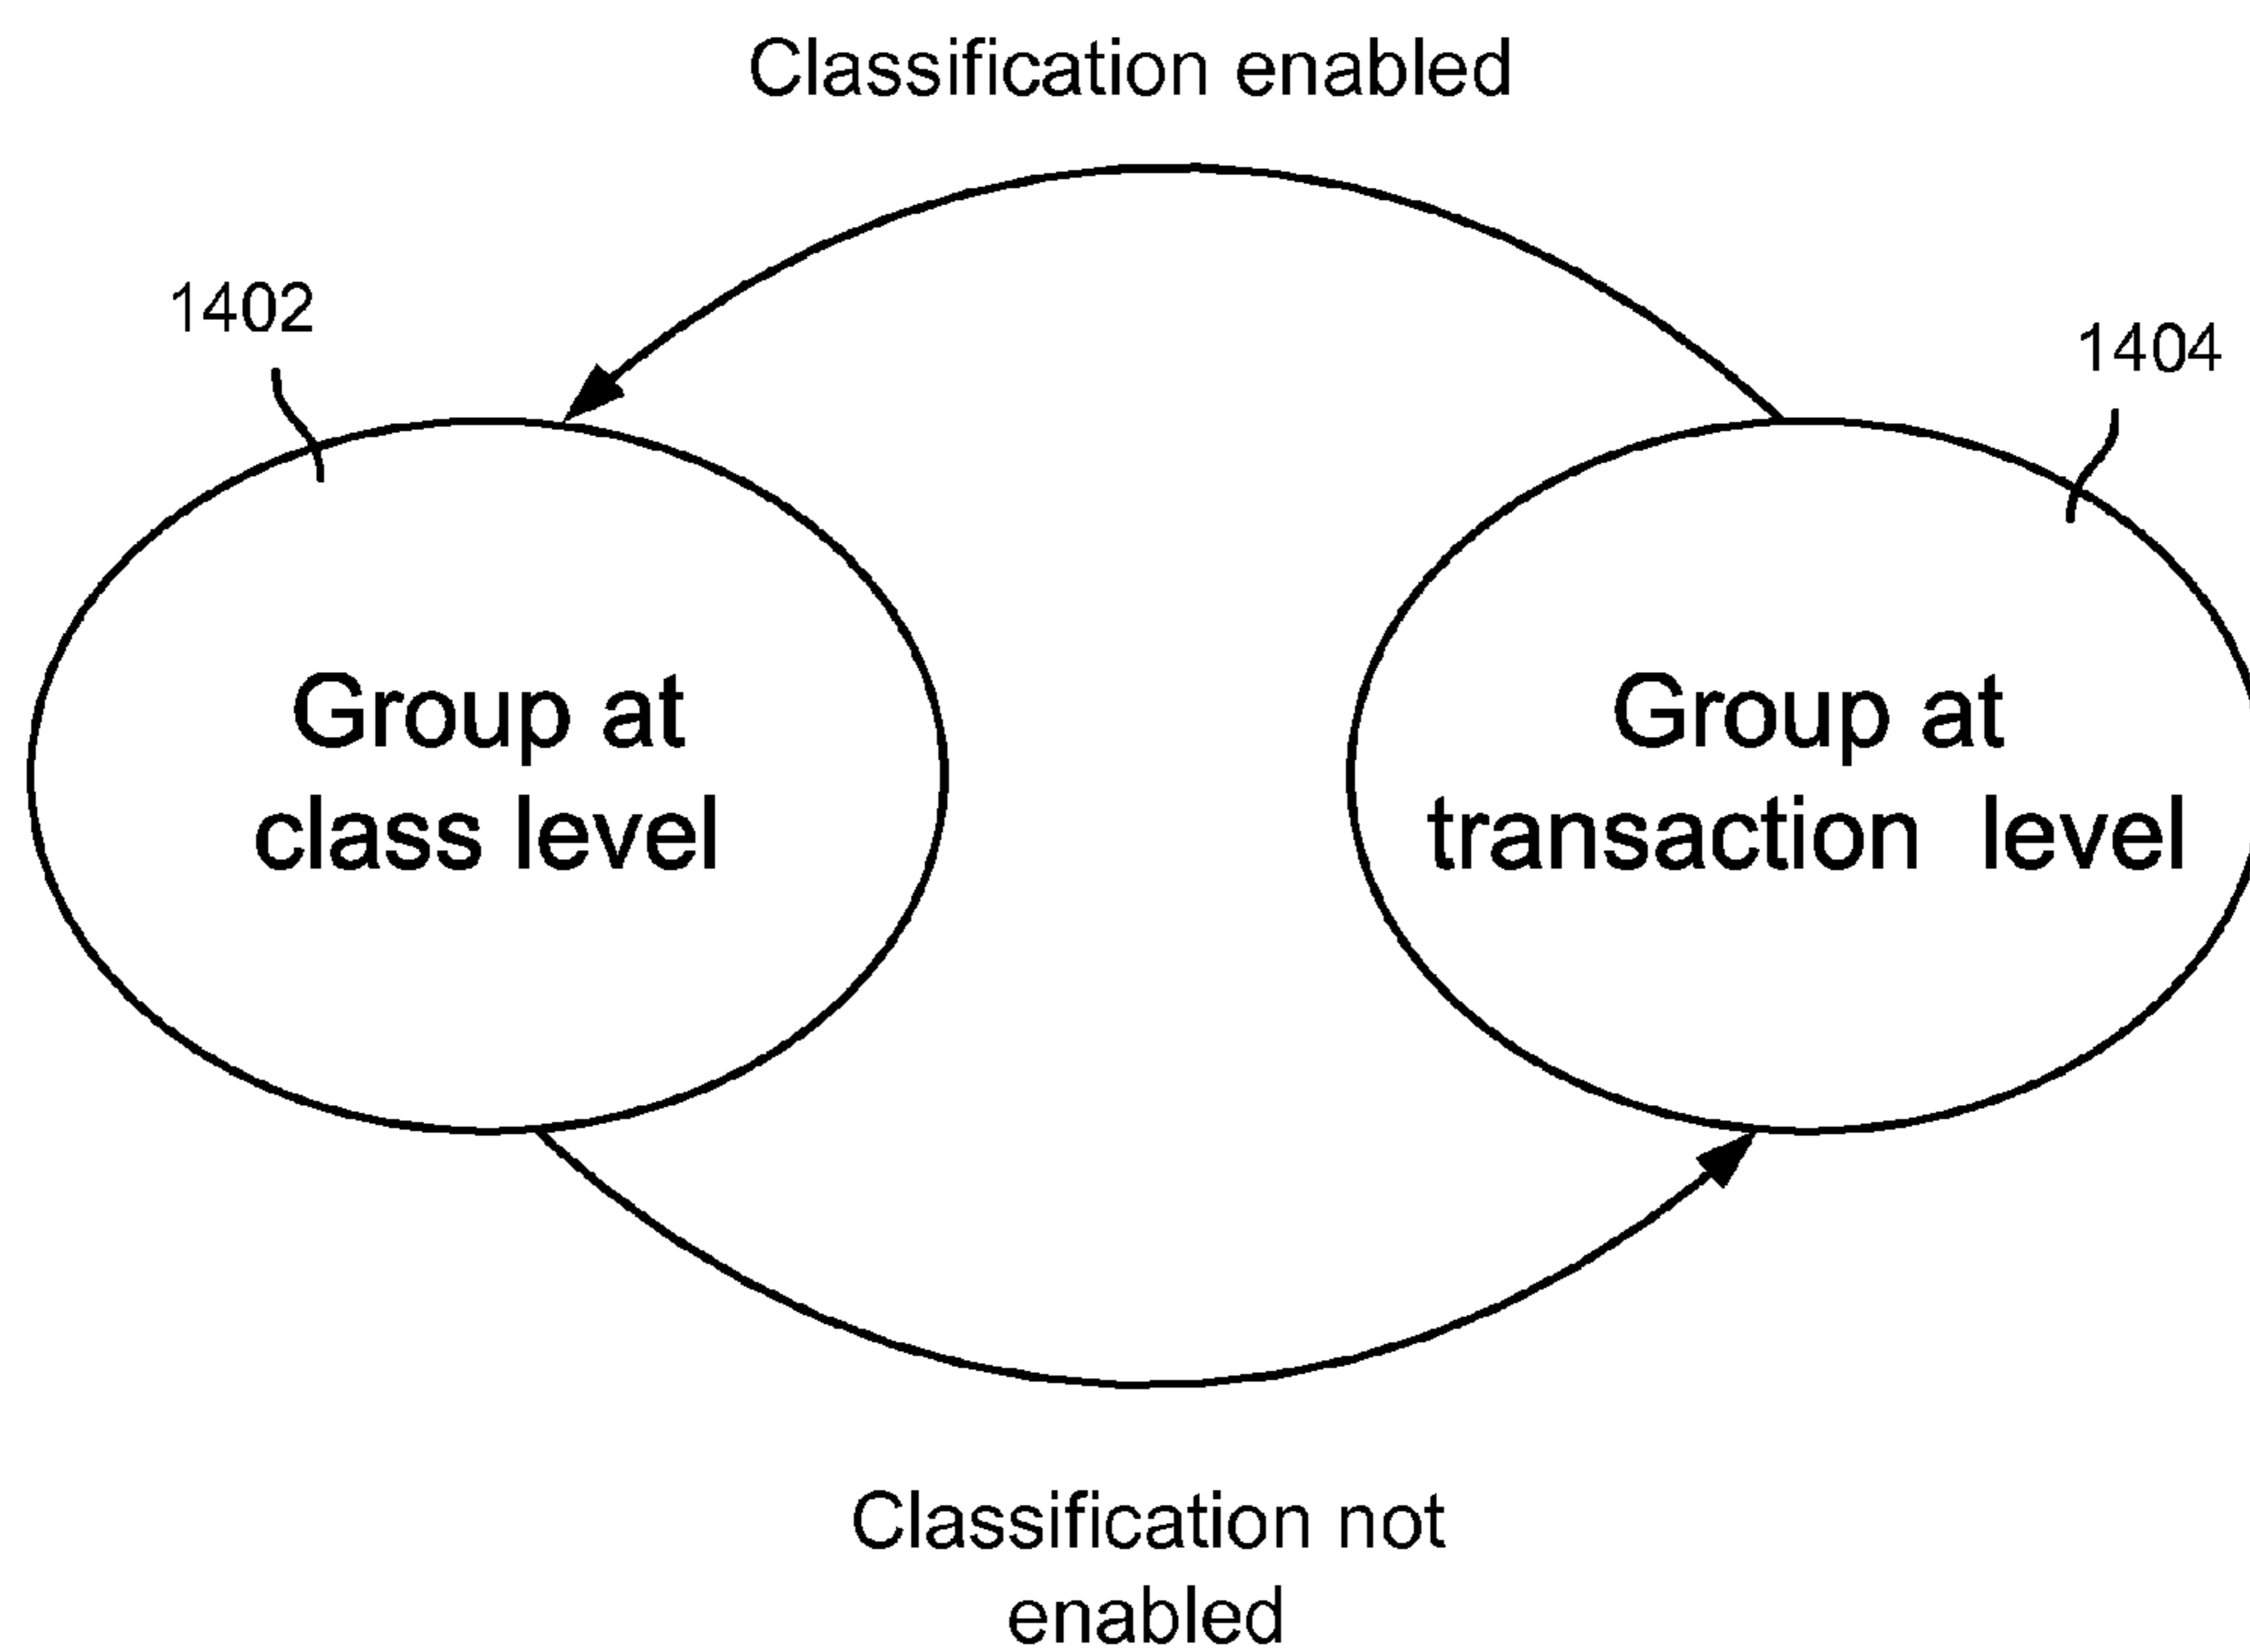 Classification enabled
1402
1404
Group at
class level
Group at
transaction level
Classification not
enabled